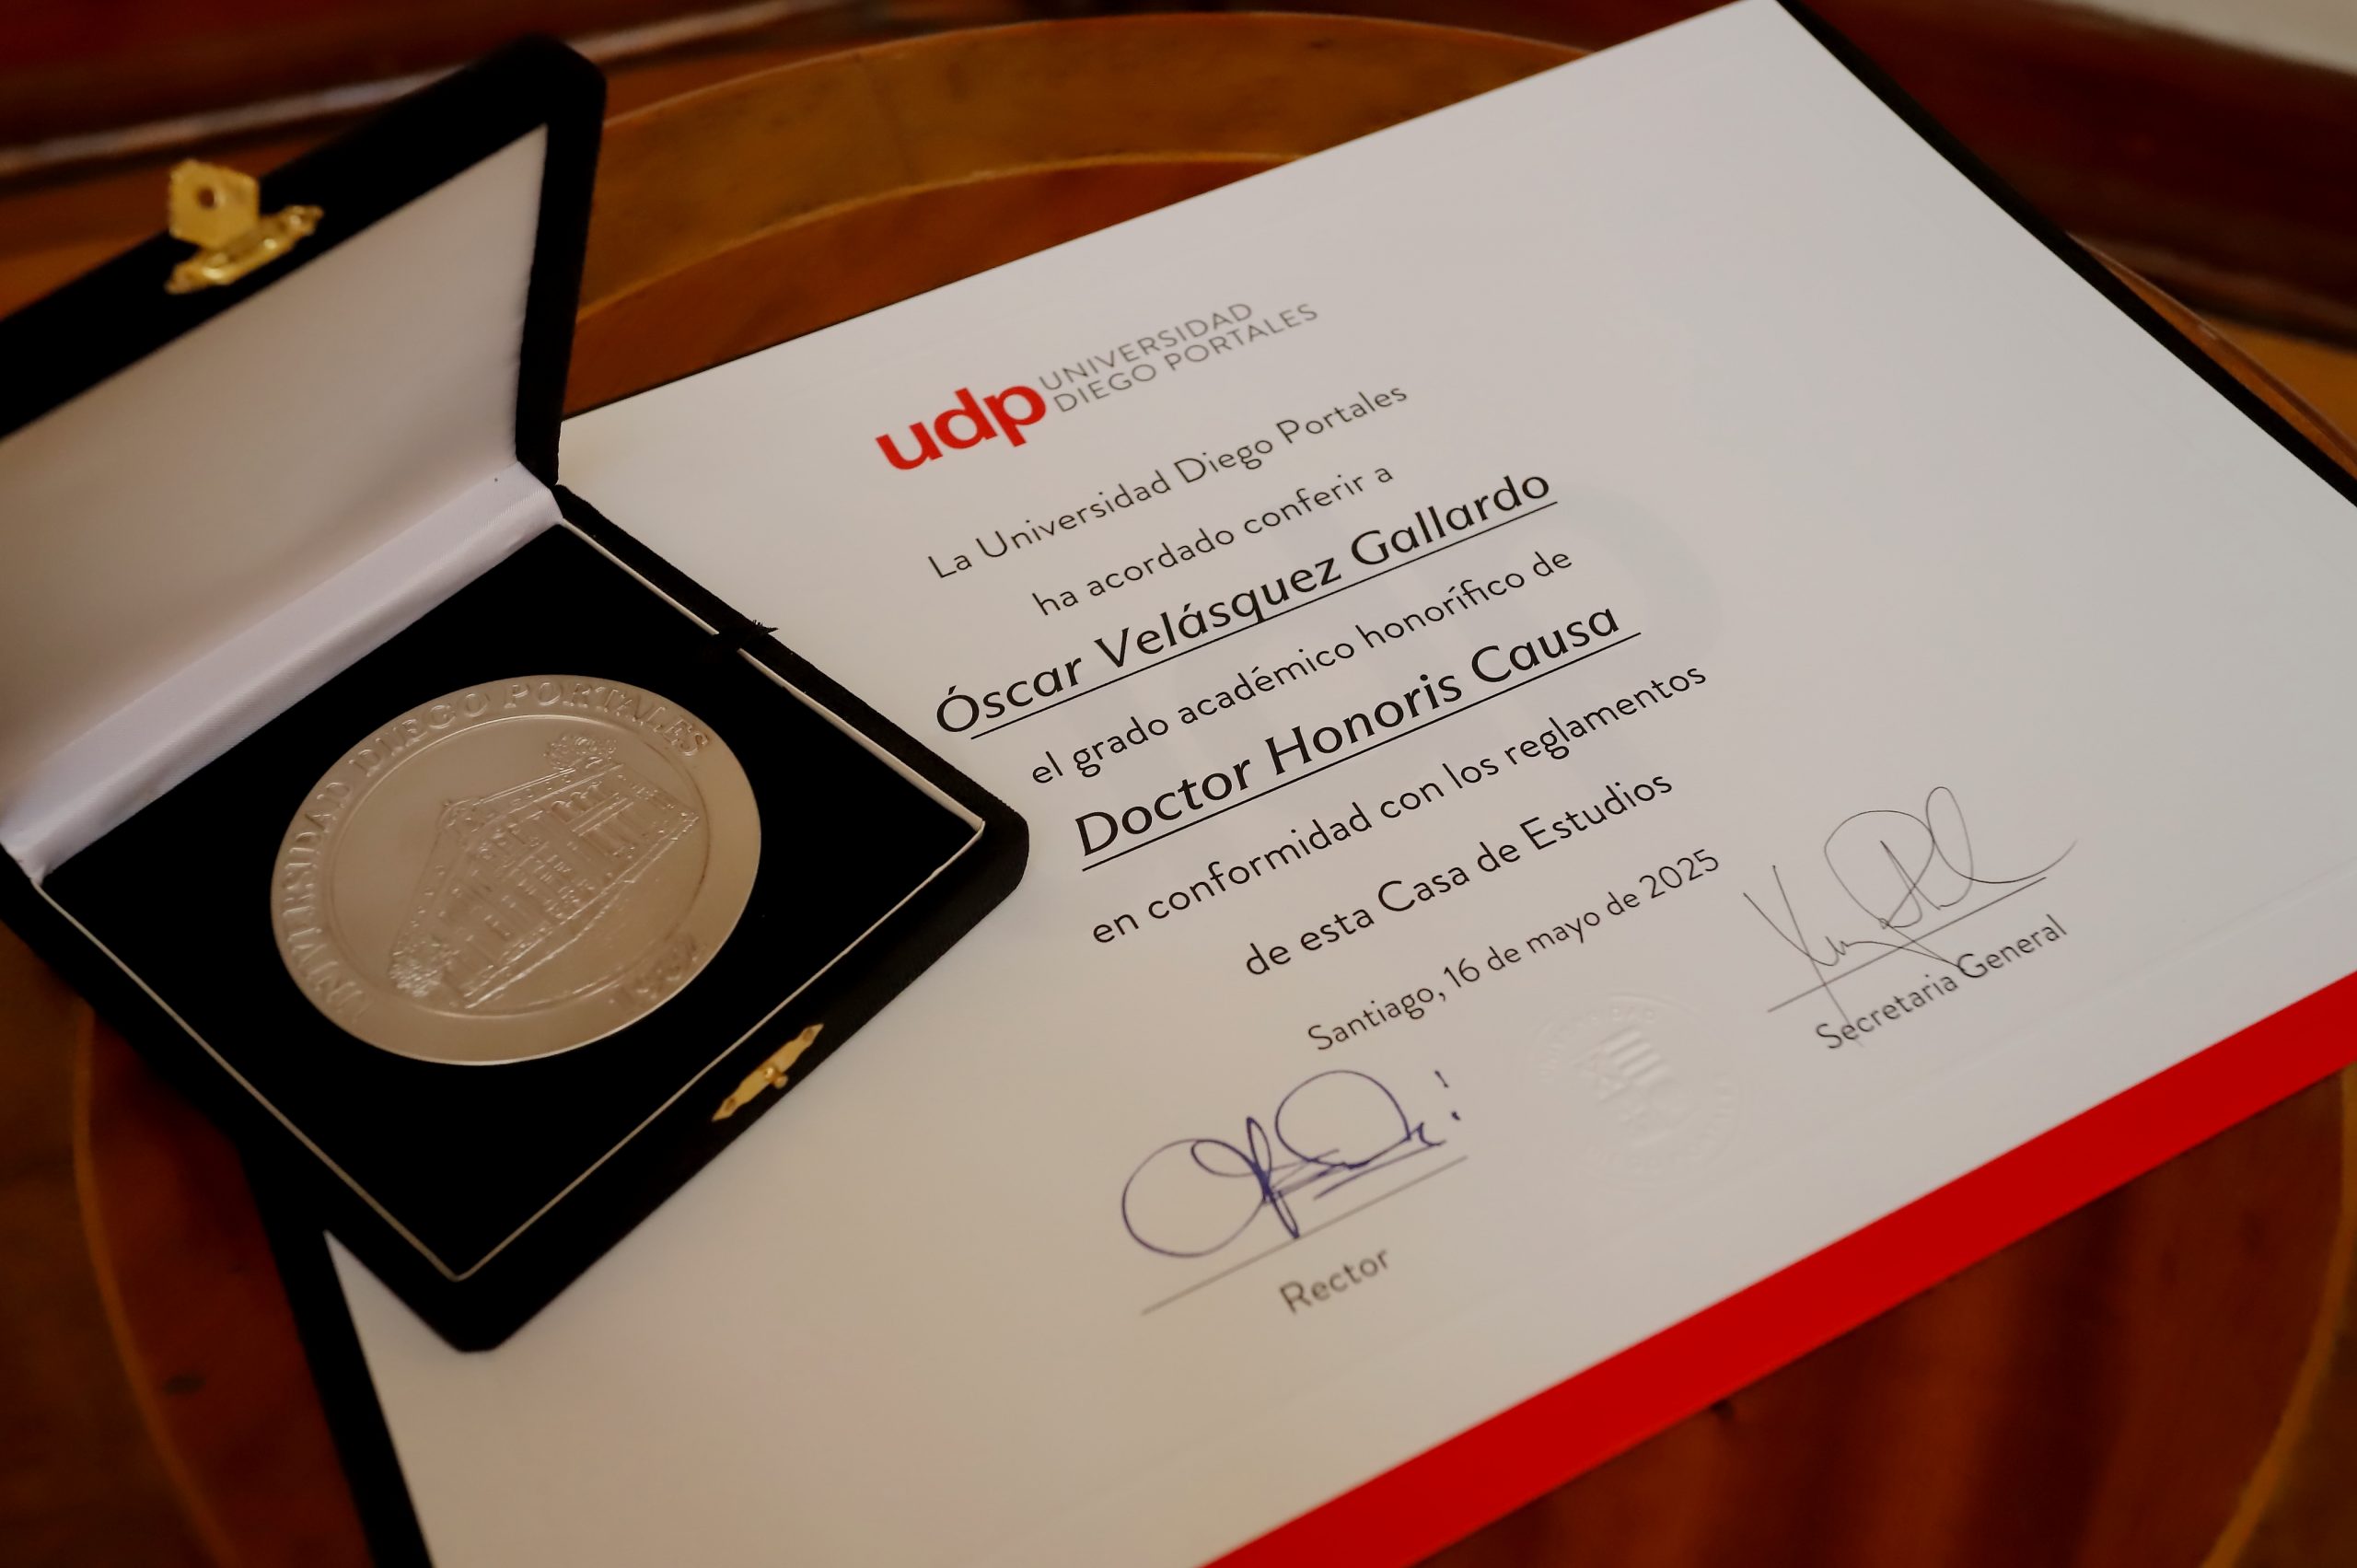 UNIVERSIDAD DIEGO PORTALES
udp UNIVERSIDAD
DIEGO PORTALES
La Universidad Diego Portales
ha acordado conferir a
Óscar Velásquez Gallardo
el grado académico honorífico de
Doctor Honoris Causa
en conformidad con los reglamentos
de esta Casa de Estudios
Santiago, 16 de mayo de 2025
Secretaria General
Rector